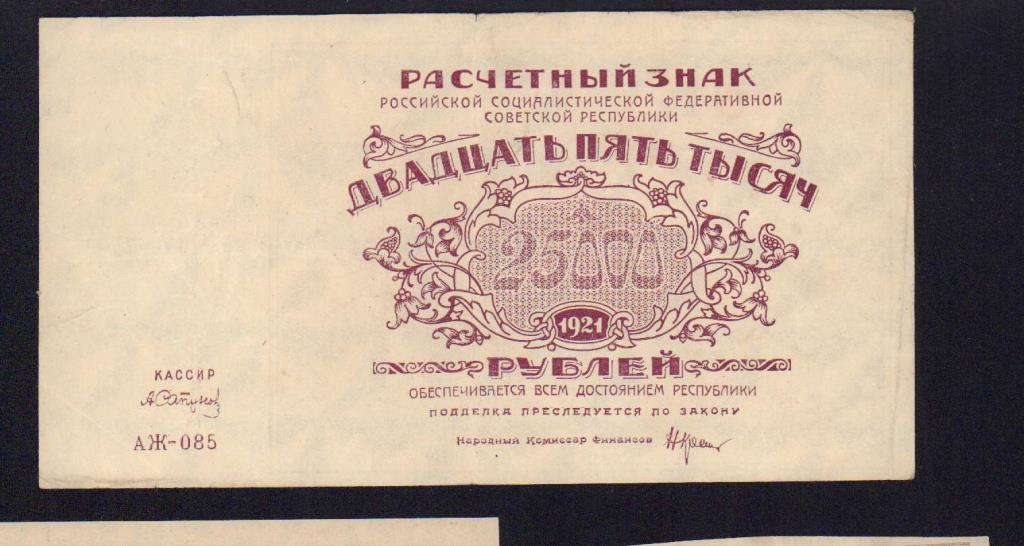 РАСЧЕТНЫЙ ЗНАК
РОССИЙСКОЙ СОЦИАЛИСТИЧЕСКОЙ ФЕДЕРАТИВНОЙ
СОВЕТСКОЙ РЕСПУБЛИКИ
ДВАДЦАТЬ ПЯТЬ ТЫСЯЧ
25000
1921
РУБЛЕЙ
ОБЕСПЕЧИВАЕТСЯ ВСЕМ ДОСТОЯНИЕМ РЕСПУБЛИКИ
ПОДДЕЛКА ПРЕСЛЕДУЕТСЯ ПО ЗАКОНУ
Народный Комиссар Финансов
КАССИР
АЖ-085